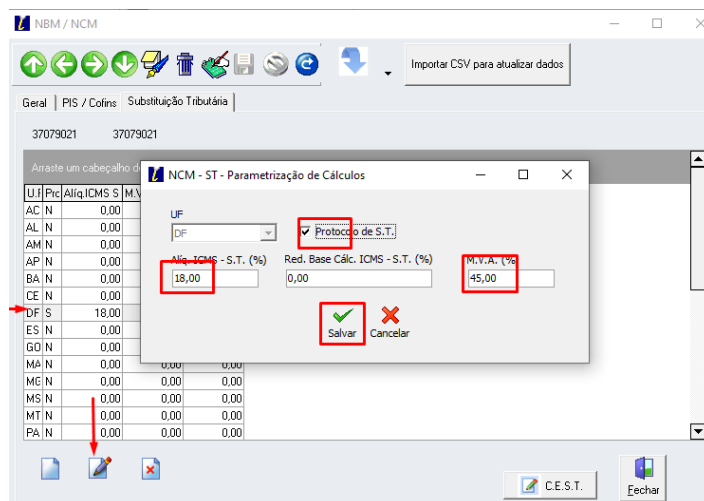 NBM / NCM
Importar CSV para atualizar dados
Geral PIS / Cofins Substituição Tributária
37079021 37079021
Arraste um cabeçalho d
U.F Prc Alíq.ICMS S M.V
AC N 0,00
AL N 0,00
AM N 0,00
AP N 0,00
BA N 0,00
CE N 0,00
DF S 18,00
ES N 0,00
GO N 0,00
MA N 0,00 0,00 0,00
MG N 0,00 0,00 0,00
MS N 0,00 0,00 0,00
MT N 0,00 0,00 0,00
PA N 0,00 0,00 0,00
NCM - ST - Parametrização de Cálculos
UF
DF
Protocolo de S.T.
Alíq. ICMS - S.T. (%) Red. Base Cálc. ICMS - S.T. (%) M.V.A. (%
18,00 0,00 45,00
Salvar Cancelar
C.E.S.T. Fechar